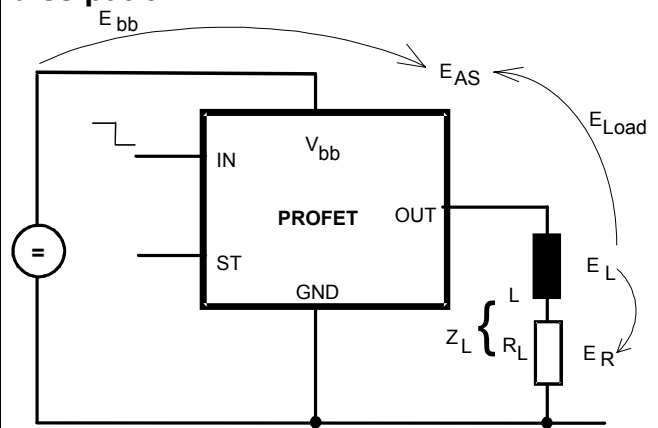 E bb
E AS
E Load
V bb
IN
PROFET
OUT
=
ST
GND
E L
L
Z L { R L
E R